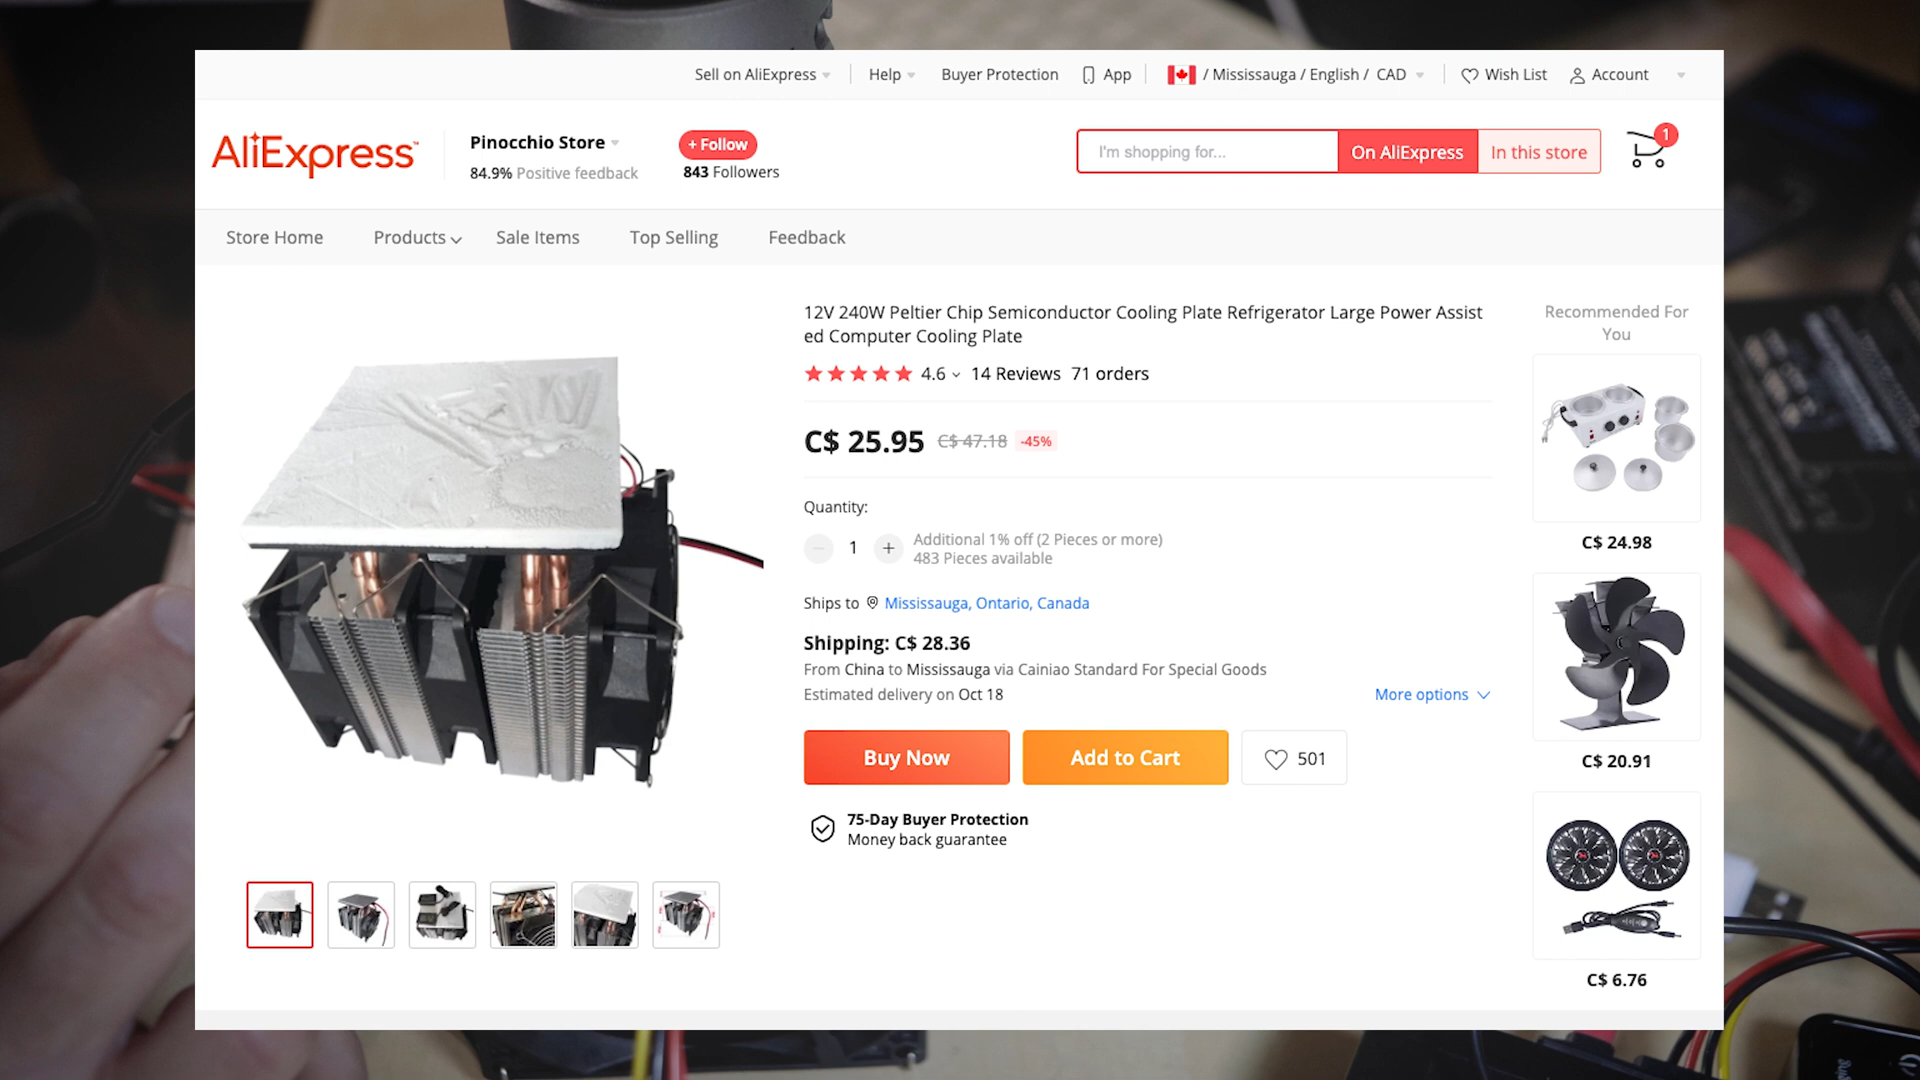 Sell on AliExpress
Help
Buyer Protection
App
/ Mississauga / English / CAD
Wish List
Account
AliExpress™
Pinocchio Store
84.9% Positive feedback
+ Follow
843 Followers
I'm shopping for...
On AliExpress
In this store
1
Store Home
Products
Sale Items
Top Selling
Feedback
12V 240W Peltier Chip Semiconductor Cooling Plate Refrigerator Large Power Assist
ed Computer Cooling Plate
4.6
14 Reviews
71 orders
C$ 25.95
C$ 47.18
-45%
Quantity:
1
+
Additional 1% off (2 Pieces or more)
483 Pieces available
Ships to
Mississauga, Ontario, Canada
Shipping: C$ 28.36
From China to Mississauga via Cainiao Standard For Special Goods
Estimated delivery on Oct 18
More options
Buy Now
Add to Cart
501
75-Day Buyer Protection
Money back guarantee
Recommended For
You
C$ 24.98
C$ 20.91
C$ 6.76